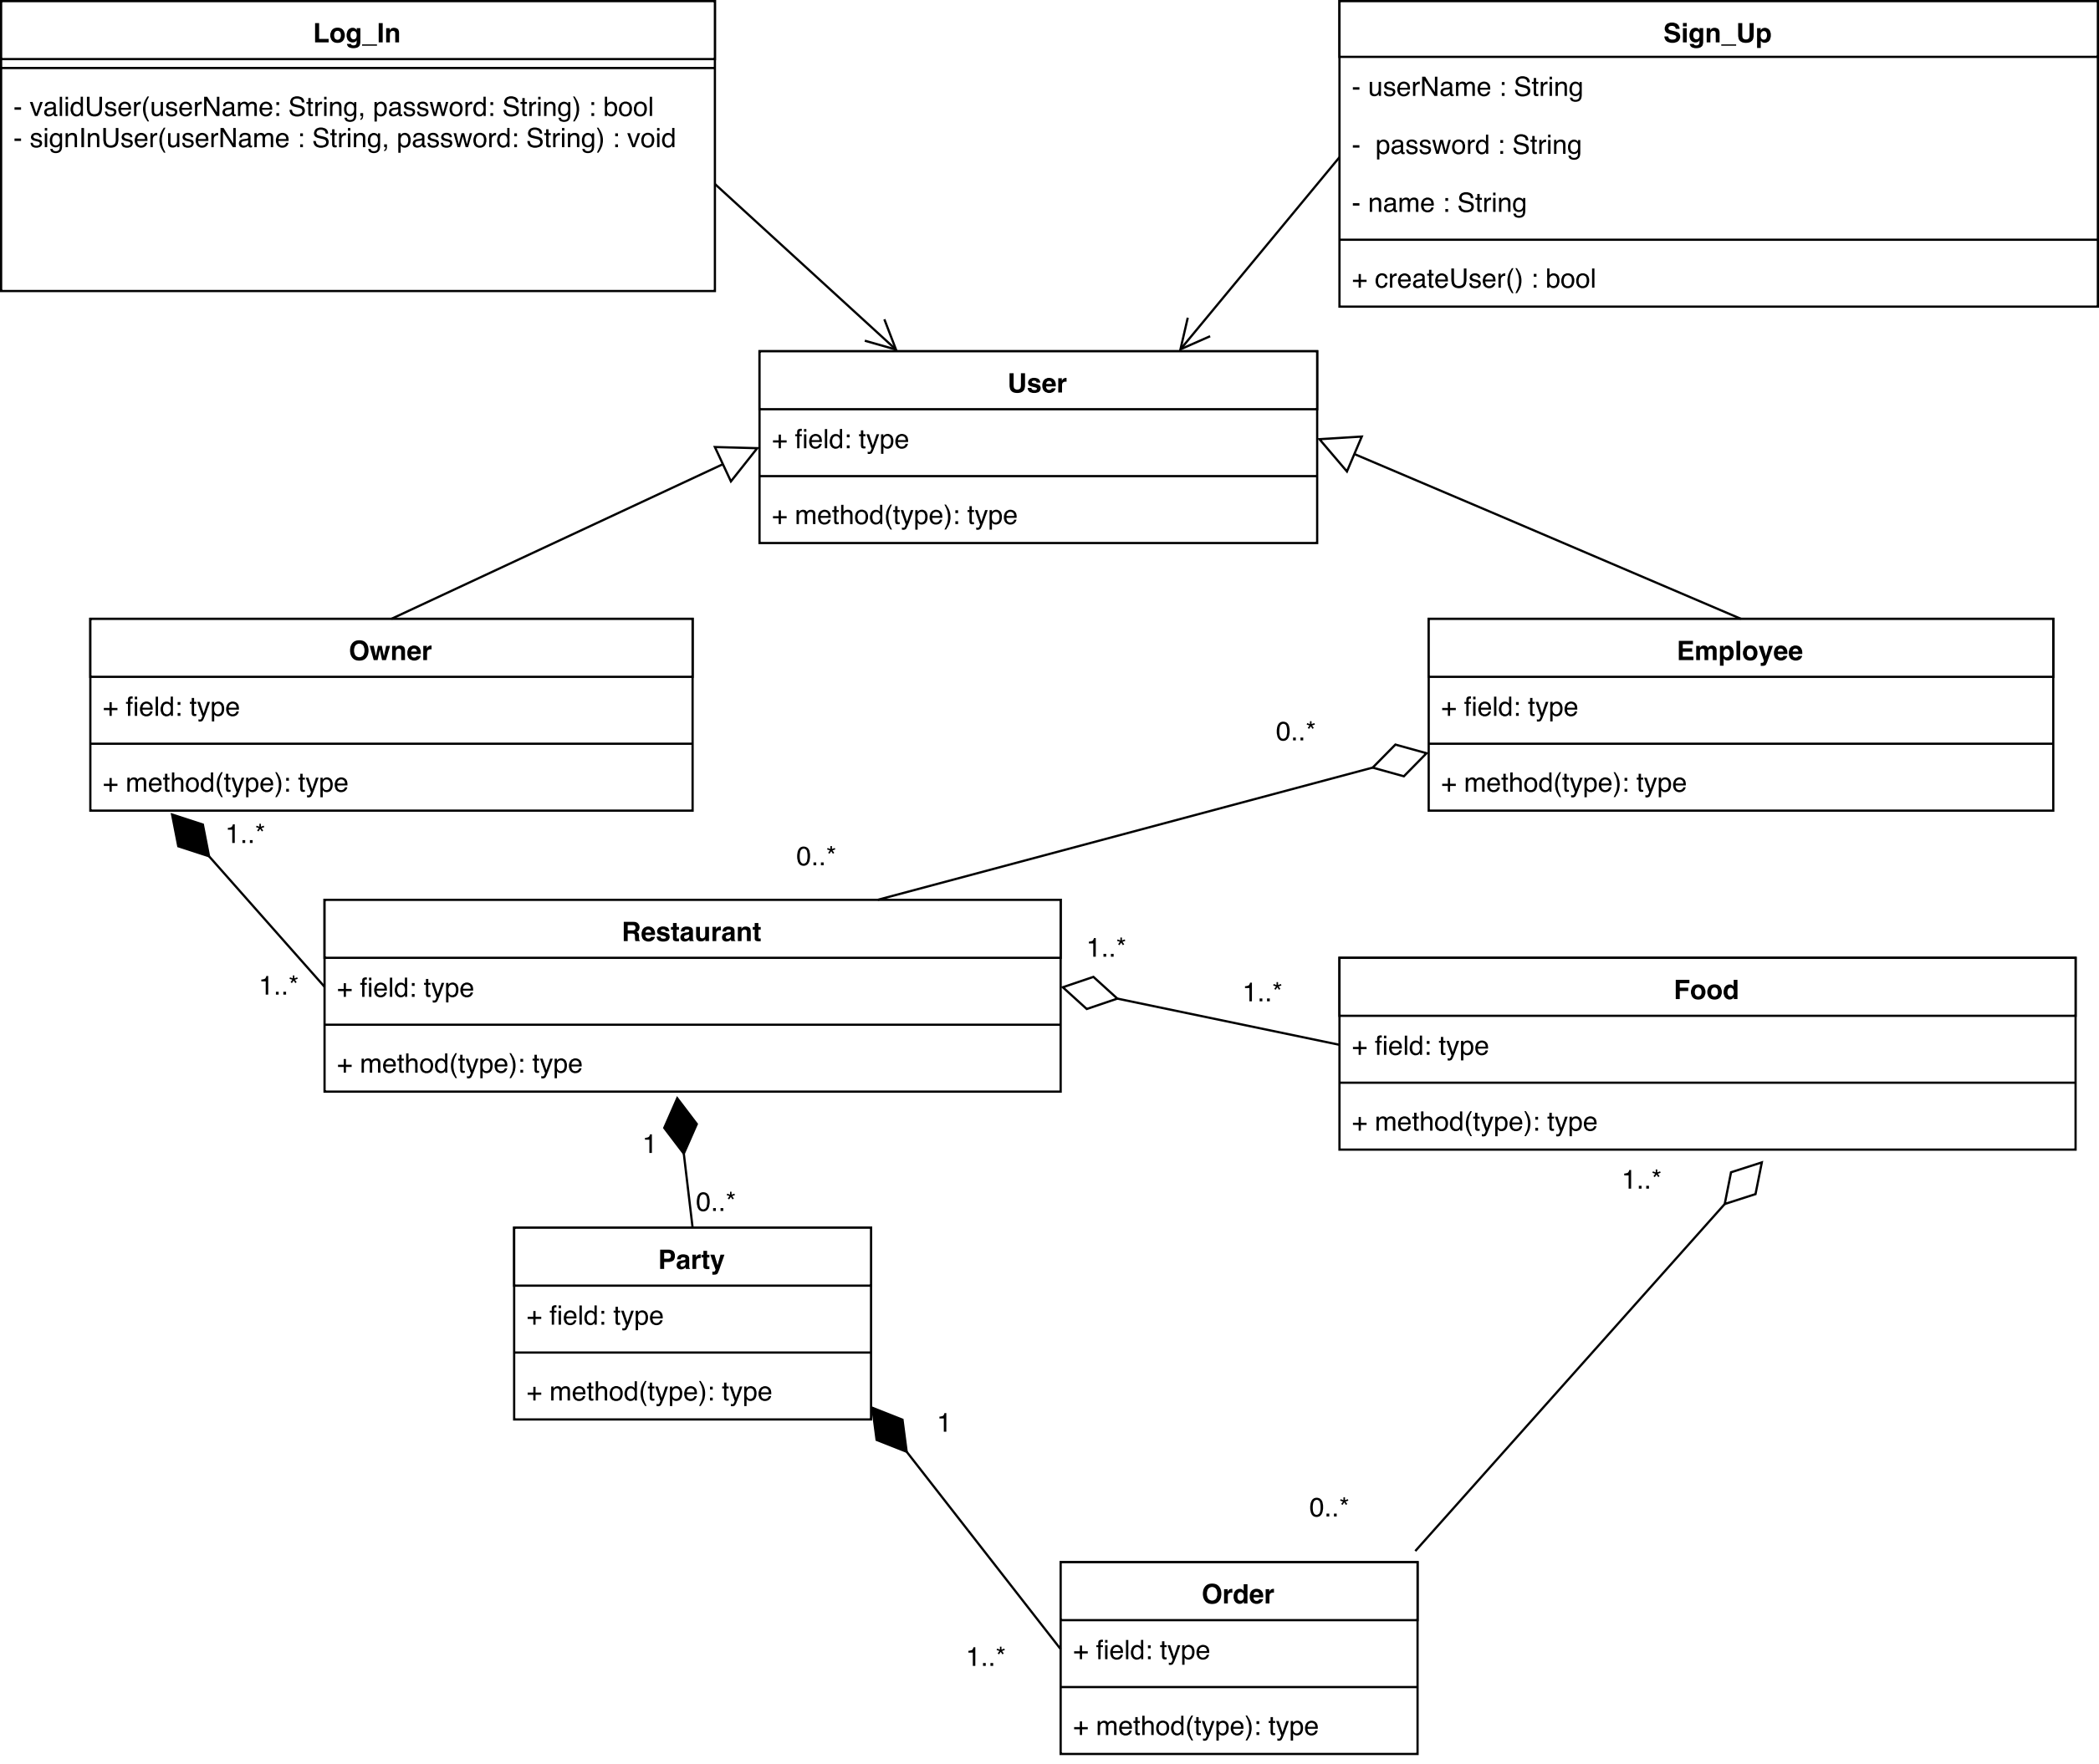 Log_In
- validUser(userName: String, password: String) : bool
- signInUser(userName : String, password: String) : void
Sign_Up
- userName : String
-  password : String
- name : String
+ createUser() : bool
User
+ field: type
+ method(type): type
Owner
+ field: type
+ method(type): type
Employee
+ field: type
+ method(type): type
0..*
0..*
1..*
1..*
Restaurant
+ field: type
+ method(type): type
1..*
1..*
Food
+ field: type
+ method(type): type
1
0..*
Party
+ field: type
+ method(type): type
1..*
0..*
1
1..*
Order
+ field: type
+ method(type): type